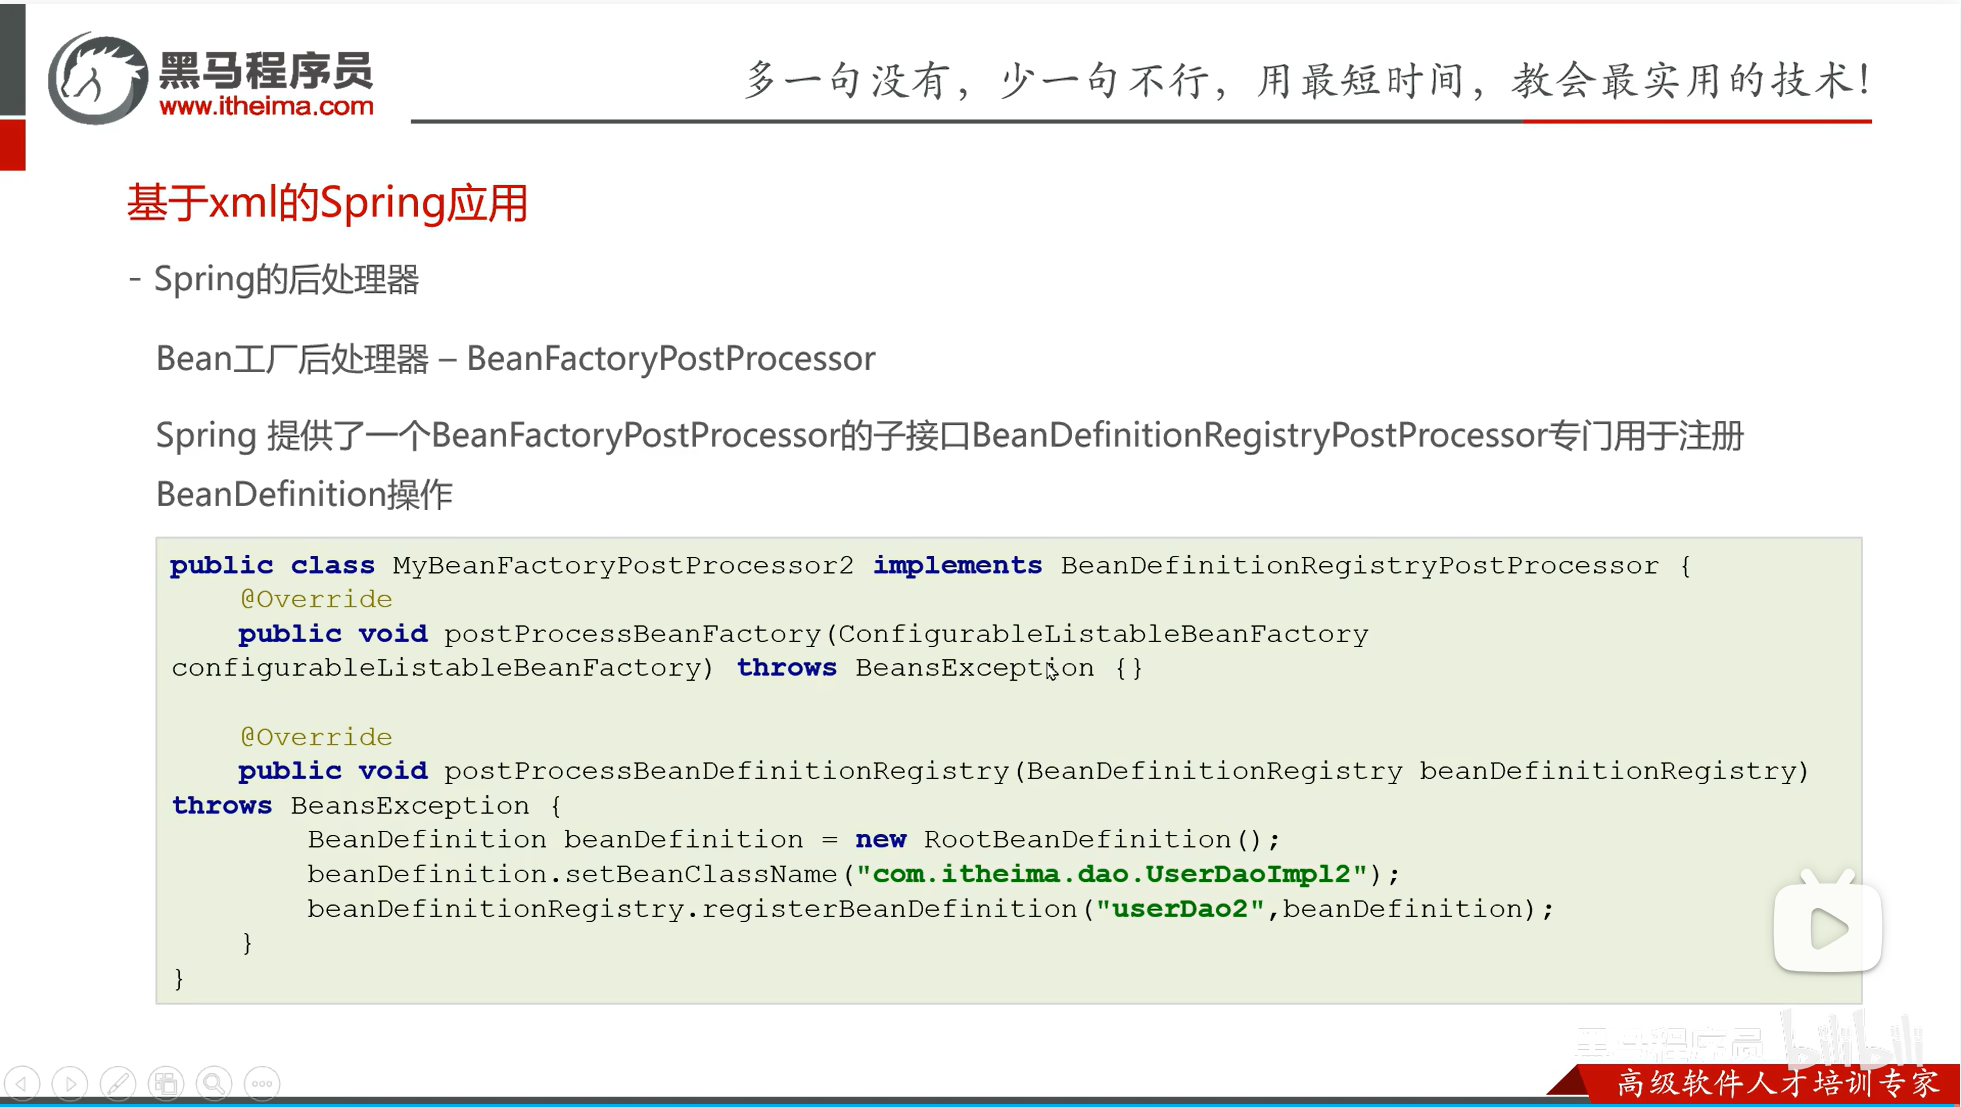 黑马程序员
www.itheima.com
多一句没有，少一句不行，用最短时间，教会最实用的技术！
基于xml的Spring应用
- Spring的后处理器
Bean工厂后处理器 – BeanFactoryPostProcessor
Spring 提供了一个BeanFactoryPostProcessor的子接口BeanDefinitionRegistryPostProcessor专门用于注册
BeanDefinition操作
public class MyBeanFactoryPostProcessor2 implements BeanDefinitionRegistryPostProcessor {
    @Override
    public void postProcessBeanFactory(ConfigurableListableBeanFactory
configurableListableBeanFactory) throws BeansException {}
    @Override
    public void postProcessBeanDefinitionRegistry(BeanDefinitionRegistry beanDefinitionRegistry)
throws BeansException {
        BeanDefinition beanDefinition = new RootBeanDefinition();
        beanDefinition.setBeanClassName("com.itheima.dao.UserDaoImpl2");
        beanDefinitionRegistry.registerBeanDefinition("userDao2",beanDefinition);
    }
}
黑马程序员 bilibili
高级软件人才培训专家